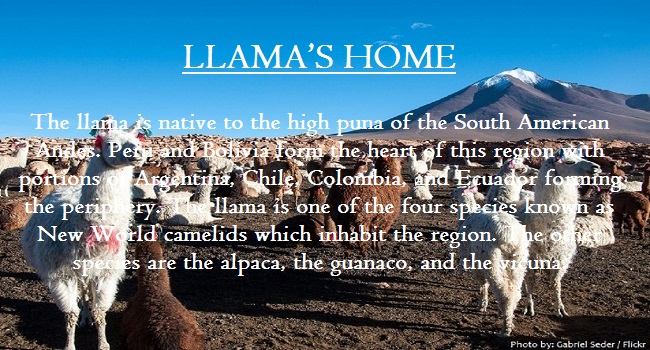 LLAMA'S HOME
The llama is native to the high puna of the South American
Andes. Peru and Bolivia form the heart of this region with
portions of Argentina, Chile, Colombia, and Ecuador forming
the periphery. The llama is one of the four species known as
New World camelids which inhabit the region. The other
species are the alpaca, the guanaco, and the vicuna.
Photo by: Gabriel Seder / Flickr